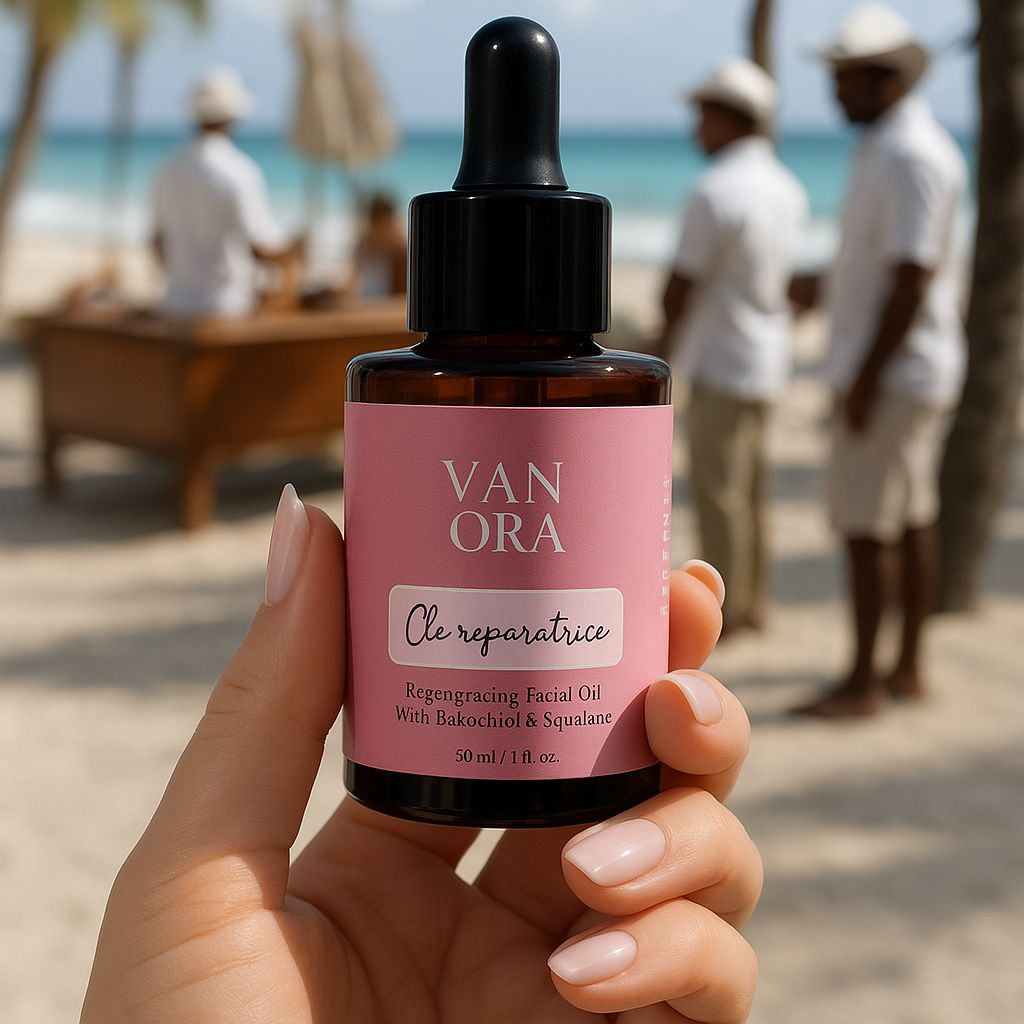 VAN
ORA
Cle reparatrice
Regengracing Facial Oil
With Bakochiol & Squalane
50 ml / 1 fl. oz.